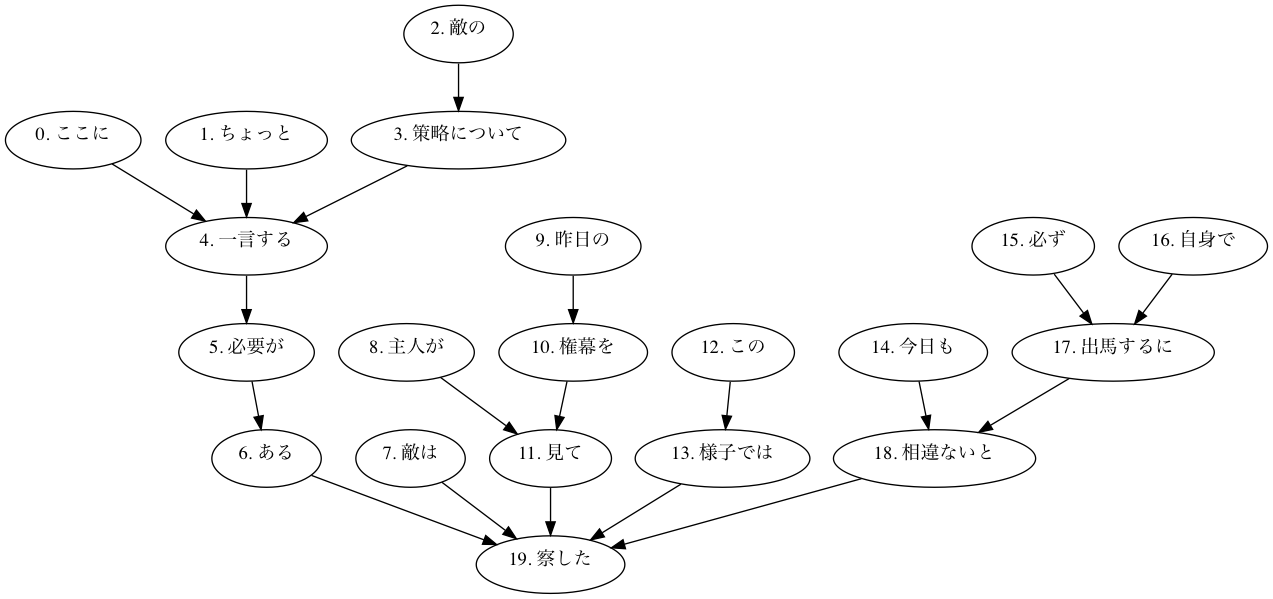 2. 敵の
0. ここに
1. ちょっと
3. 策略について
4. 一言する
9. 昨日の
15. 必ず
16. 自身で
5. 必要が
8. 主人が
10. 権幕を
12. この
14. 今日も
17. 出馬するに
6. ある
7. 敵は
11. 見て
13. 様子では
18. 相違ないと
19. 察した